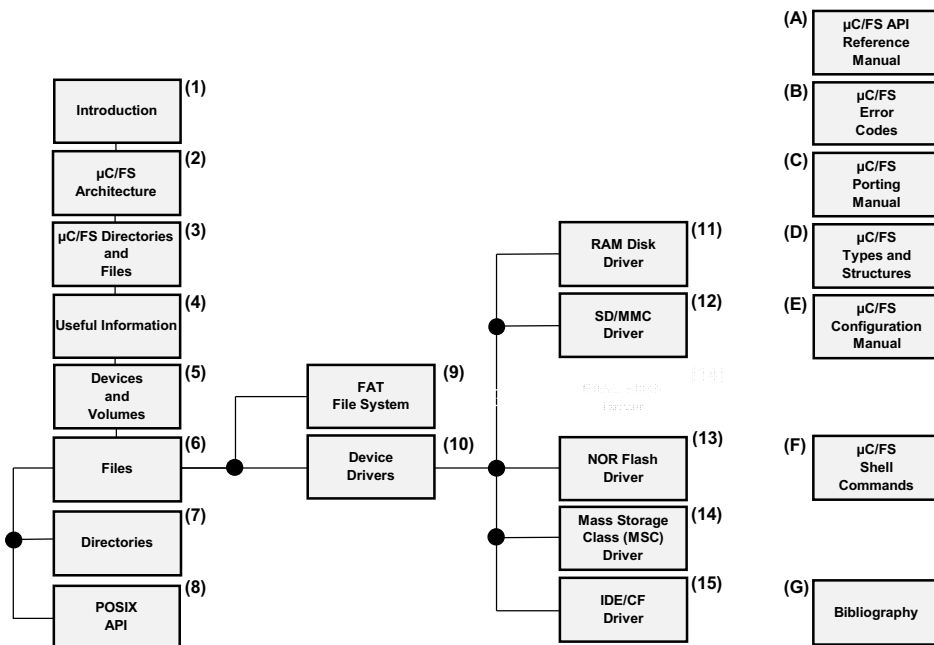 (1)
Introduction
(2)
µC/FS
Architecture
(3)
µC/FS Directories
and
Files
(4)
Useful Information
(5)
Devices
and
Volumes
(6)
Files
(7)
Directories
(8)
POSIX
API
(9)
FAT
File System
(10)
Device
Drivers
(11)
RAM Disk
Driver
(12)
SD/MMC
Driver
(13)
NOR Flash
Driver
(14)
Mass Storage
Class (MSC)
Driver
(15)
IDE/CF
Driver
(A)
µC/FS API
Reference
Manual
(B)
µC/FS
Error
Codes
(C)
µC/FS
Porting
Manual
(D)
µC/FS
Types and
Structures
(E)
µC/FS
Configuration
Manual
(F)
µC/FS
Shell
Commands
(G)
Bibliography